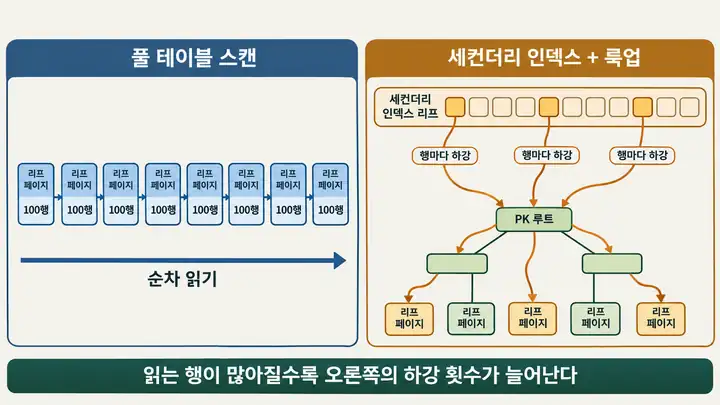 풀 테이블 스캔
리프
페이지
100행
리프
페이지
100행
리프
페이지
100행
리프
페이지
100행
리프
페이지
100행
리프
페이지
100행
리프
페이지
100행
리프
페이지
100행
순차 읽기
세컨더리 인덱스 + 룩업
세컨더리
인덱스 리프
행마다 하강
행마다 하강
행마다 하강
PK 루트
리프
페이지
리프
페이지
리프
페이지
리프
페이지
리프
페이지
읽는 행이 많아질수록 오론쪽의 하강 횟수가 늘어난다